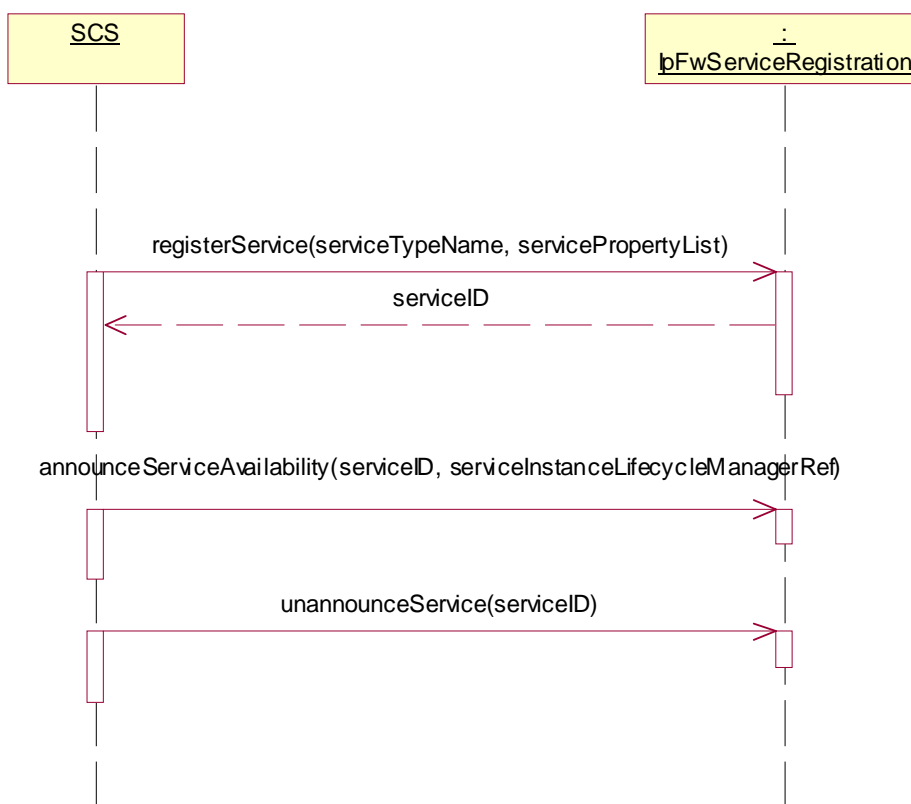 SCS
:
IpFwServiceRegistration
registerService(serviceTypeName, servicePropertyList)
serviceID
announceServiceAvailability(serviceID, serviceInstanceLifecycleManagerRef)
unannounceService(serviceID)